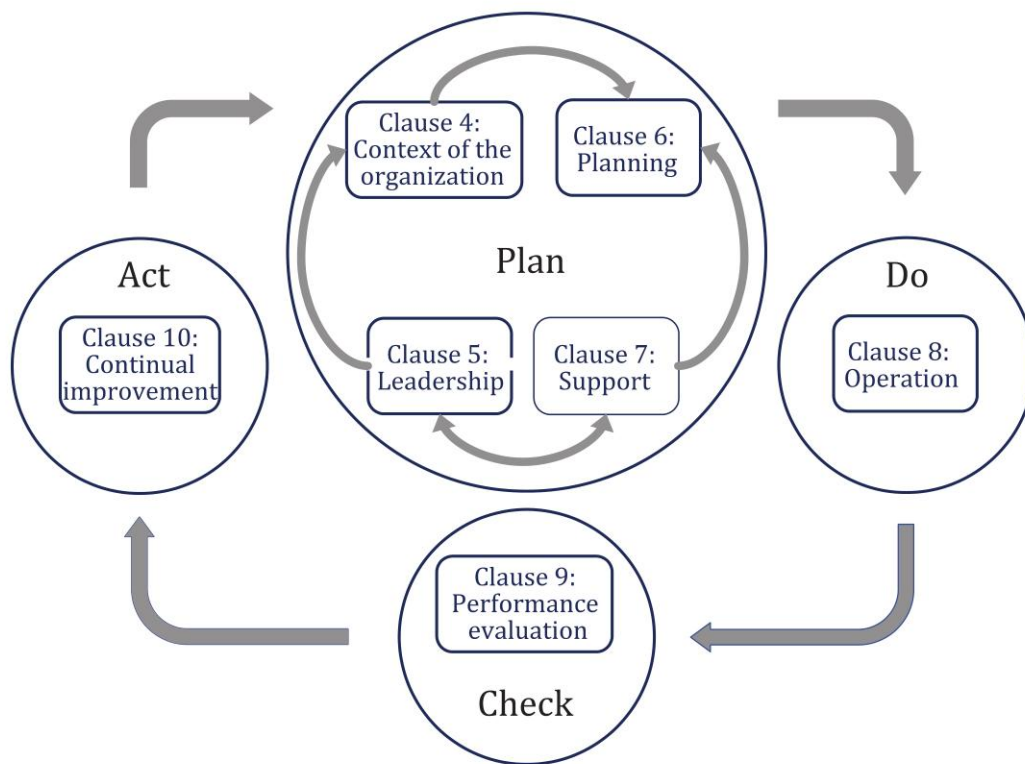 Clause 4:
Context of the
organization
Clause 6:
Planning
Plan
Clause 5:
Leadership
Clause 7:
Support
Do
Clause 8:
Operation
Clause 9:
Performance
evaluation
Check
Act
Clause 10:
Continual
improvement